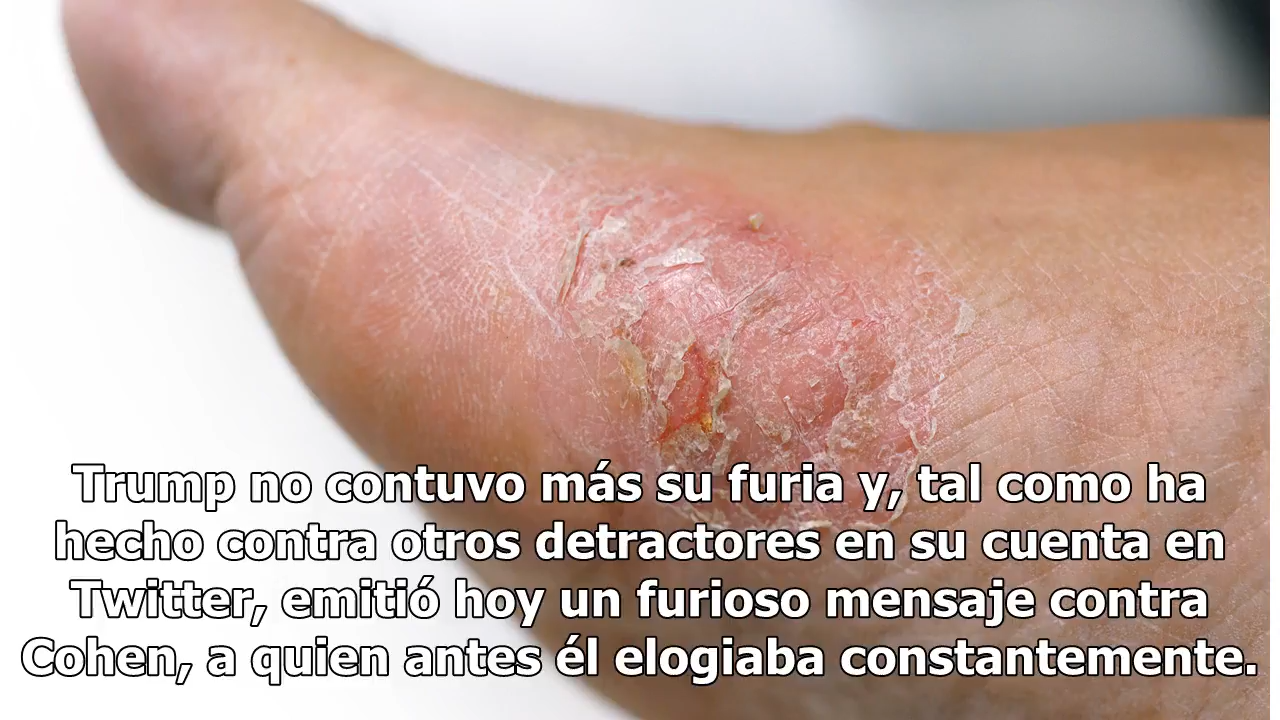 Trump no contuvo más su furia y, tal como ha
hecho contra otros detractores en su cuenta en
Twitter, emitió hoy un furioso mensaje contra
Cohen, a quien antes él elogiaba constantemente.